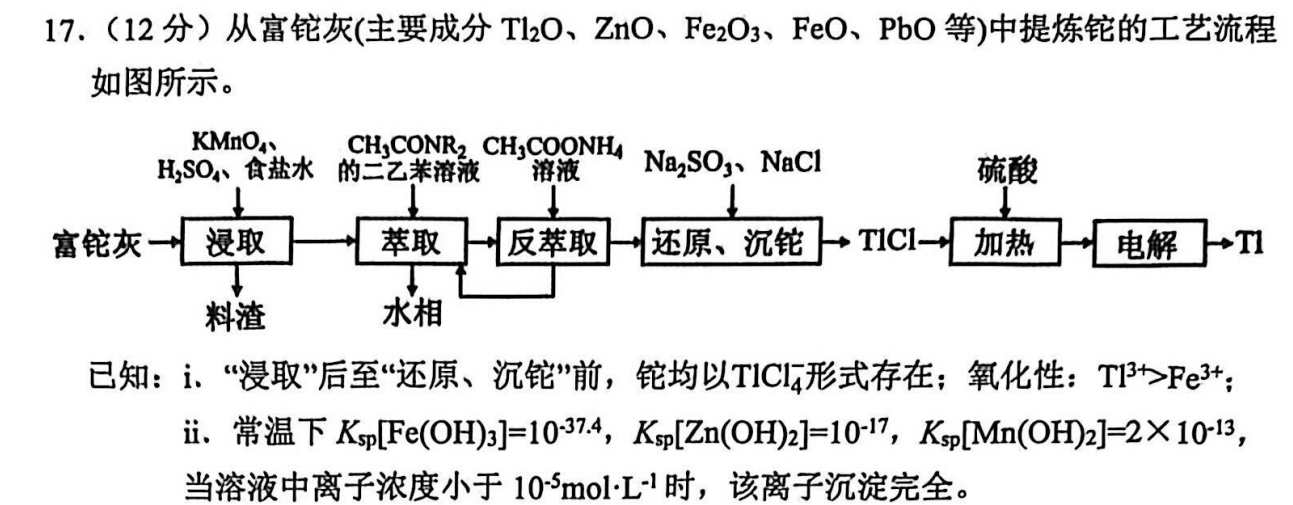 17.（12 分）从富铊灰(主要成分 Tl₂O、ZnO、Fe₂O₃、FeO、PbO 等)中提炼铊的工艺流程
如图所示。
KMnO₄、
H₂SO₄、食盐水
CH₃CONR₂
的二乙苯溶液
CH₃COONH₄
溶液
Na₂SO₃、NaCl
硫酸
富铊灰 浸取 萃取 反萃取 还原、沉铊 TlCl 加热 电解 Tl
料渣 水相
已知：i．“浸取”后至“还原、沉铊”前，铊均以TlCl₄⁻形式存在；氧化性：Tl³⁺>Fe³⁺；
ii．常温下 Ksp[Fe(OH)₃]=10⁻³⁷·⁴，Ksp[Zn(OH)₂]=10⁻¹⁷，Ksp[Mn(OH)₂]=2×10⁻¹³，
当溶液中离子浓度小于 10⁻⁵mol·L⁻¹ 时，该离子沉淀完全。